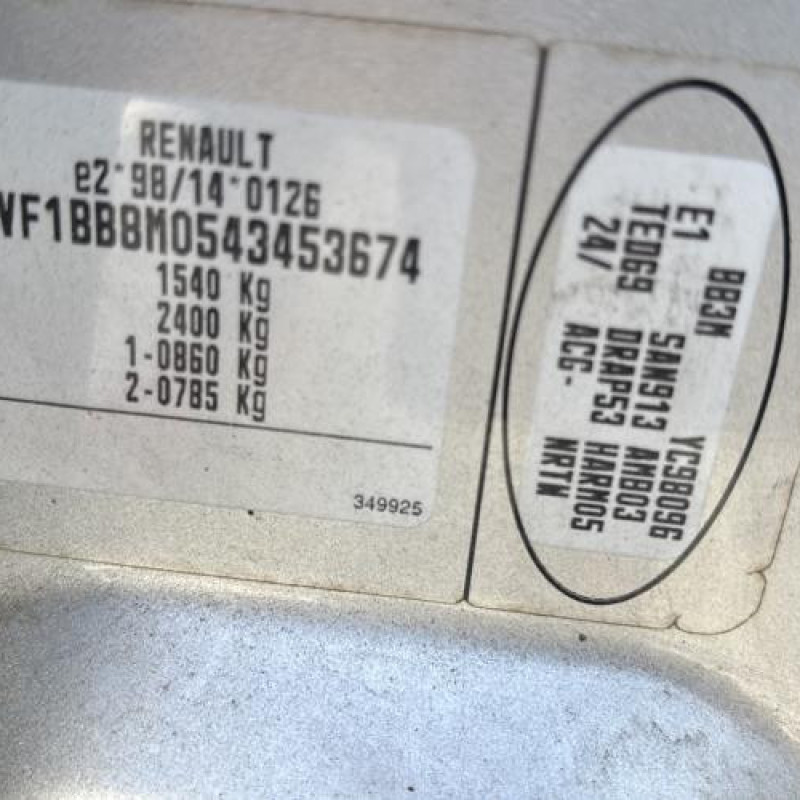 RENAULT
e2*98/14*0126
VF1BBBM0543453674
1540 Kg
2400 Kg
1-0860 Kg
2-0785 Kg
349925
BB3M YC9B096
E1 SAN913 AMB03
TEDG9 DRAP53 HARM05
24/ ACG- NRTN